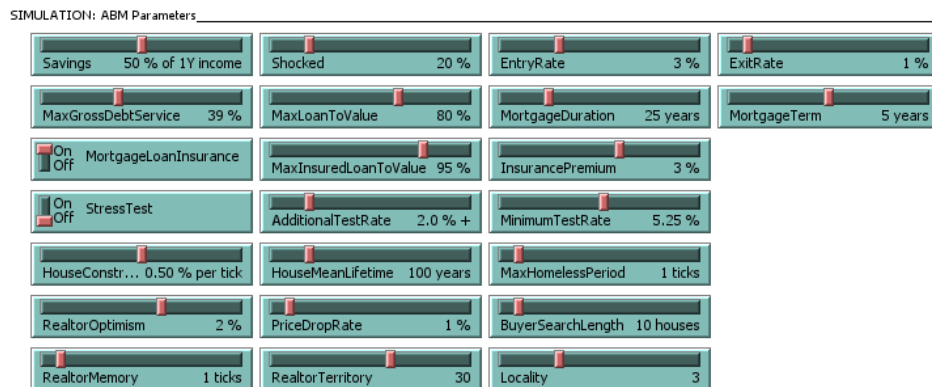 SIMULATION: ABM Parameters
Savings 50 % of 1Y income Shocked 20 % EntryRate 3 % ExitRate 1 %
MaxGrossDebtService 39 % MaxLoanToValue 80 % MortgageDuration 25 years MortgageTerm 5 years
On Off MortgageLoanInsurance MaxInsuredLoanToValue 95 % InsurancePremium 3 %
On Off StressTest AdditionalTestRate 2.0 % + MinimumTestRate 5.25 %
HouseConstr... 0.50 % per tick HouseMeanLifetime 100 years MaxHomelessPeriod 1 ticks
RealtorOptimism 2 % PriceDropRate 1 % BuyerSearchLength 10 houses
RealtorMemory 1 ticks RealtorTerritory 30 Locality 3